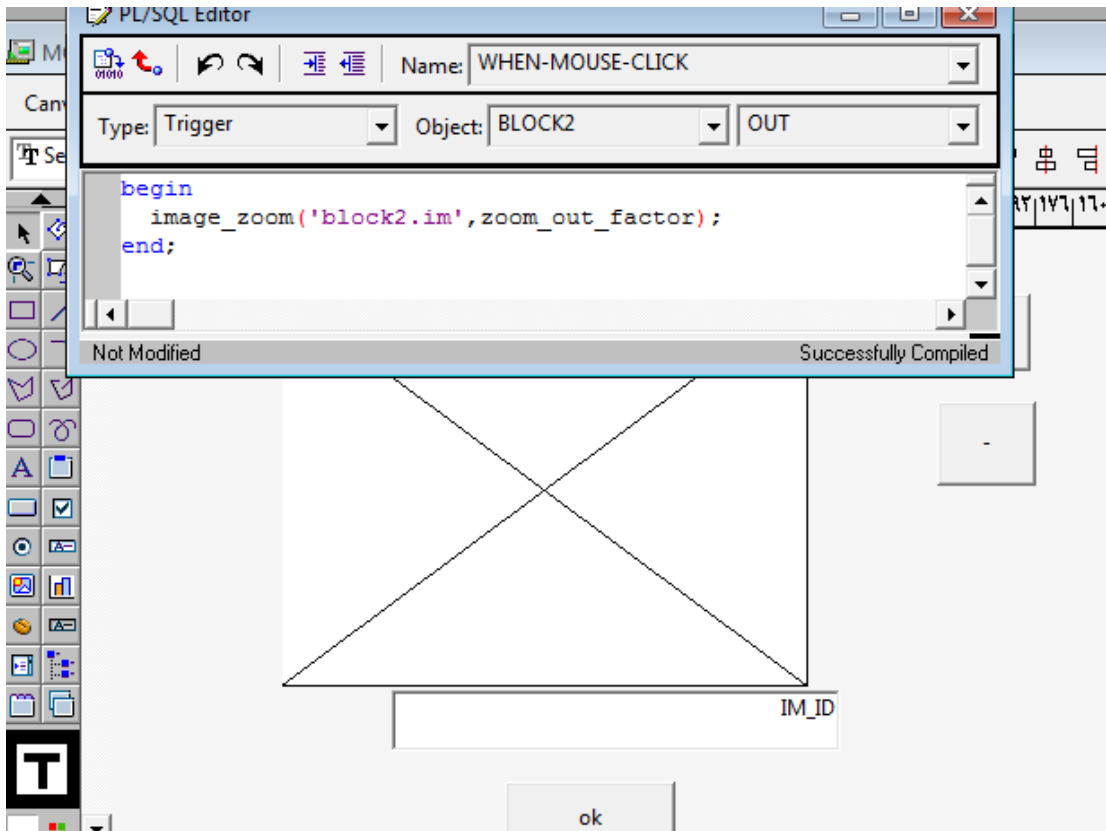 PL/SQL Editor
Name: WHEN-MOUSE-CLICK
Type: Trigger Object: BLOCK2 OUT
begin
image_zoom('block2.im',zoom_out_factor);
end;
Not Modified Successfully Compiled
-
IM_ID
ok